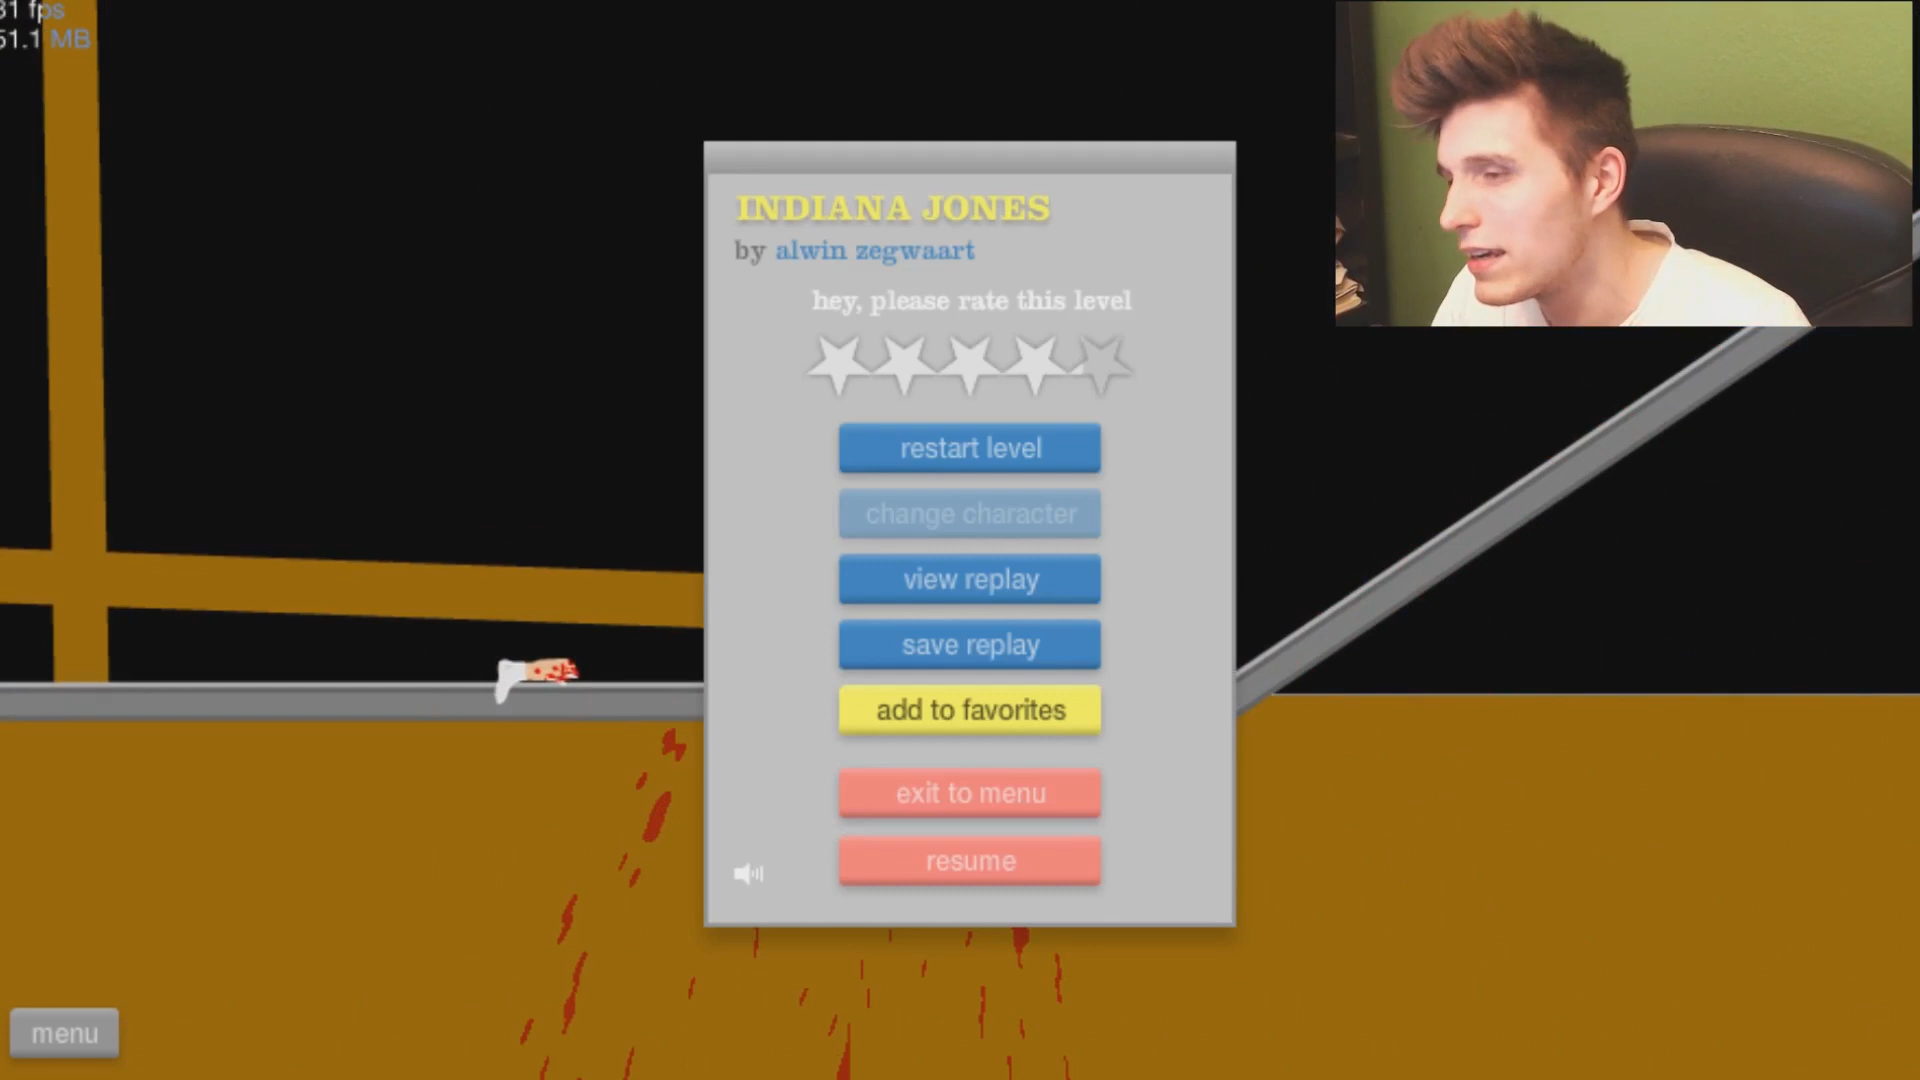 31 fps
51.1 MB
INDIANA JONES
by alwin zegwaart
hey, please rate this level
restart level
change character
view replay
save replay
add to favorites
exit to menu
resume
menu